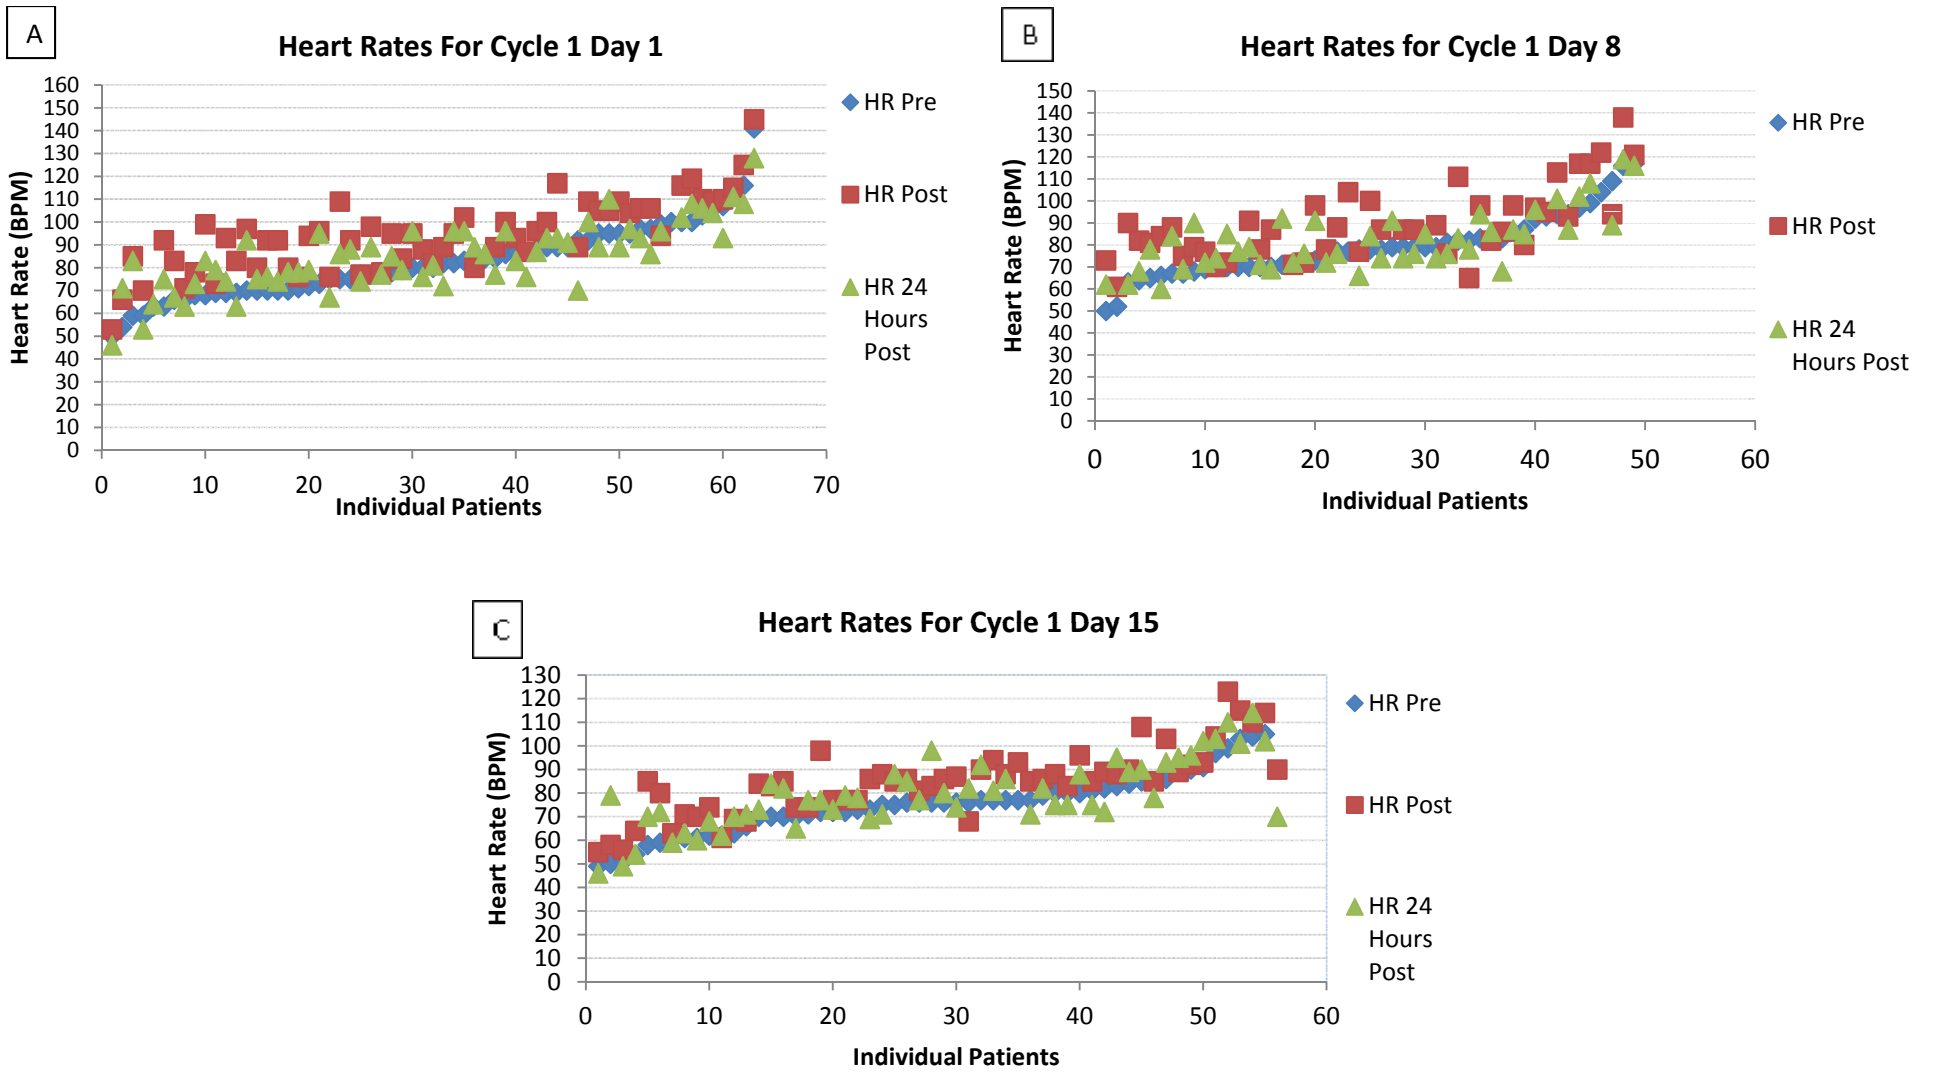 A
Heart Rates For Cycle 1 Day 1
Heart Rate (BPM)
160
150
140
130
120
110
100
90
80
70
60
50
40
30
20
10
0
0 10 20 30 40 50 60 70
Individual Patients
HR Pre
HR Post
HR 24
Hours
Post
B
Heart Rates for Cycle 1 Day 8
Heart Rate (BPM)
150
140
130
120
110
100
90
80
70
60
50
40
30
20
10
0
0 10 20 30 40 50 60
Individual Patients
HR Pre
HR Post
HR 24
Hours Post
C
Heart Rates For Cycle 1 Day 15
Heart Rate (BPM)
130
120
110
100
90
80
70
60
50
40
30
20
10
0
0 10 20 30 40 50 60
Individual Patients
HR Pre
HR Post
HR 24
Hours
Post